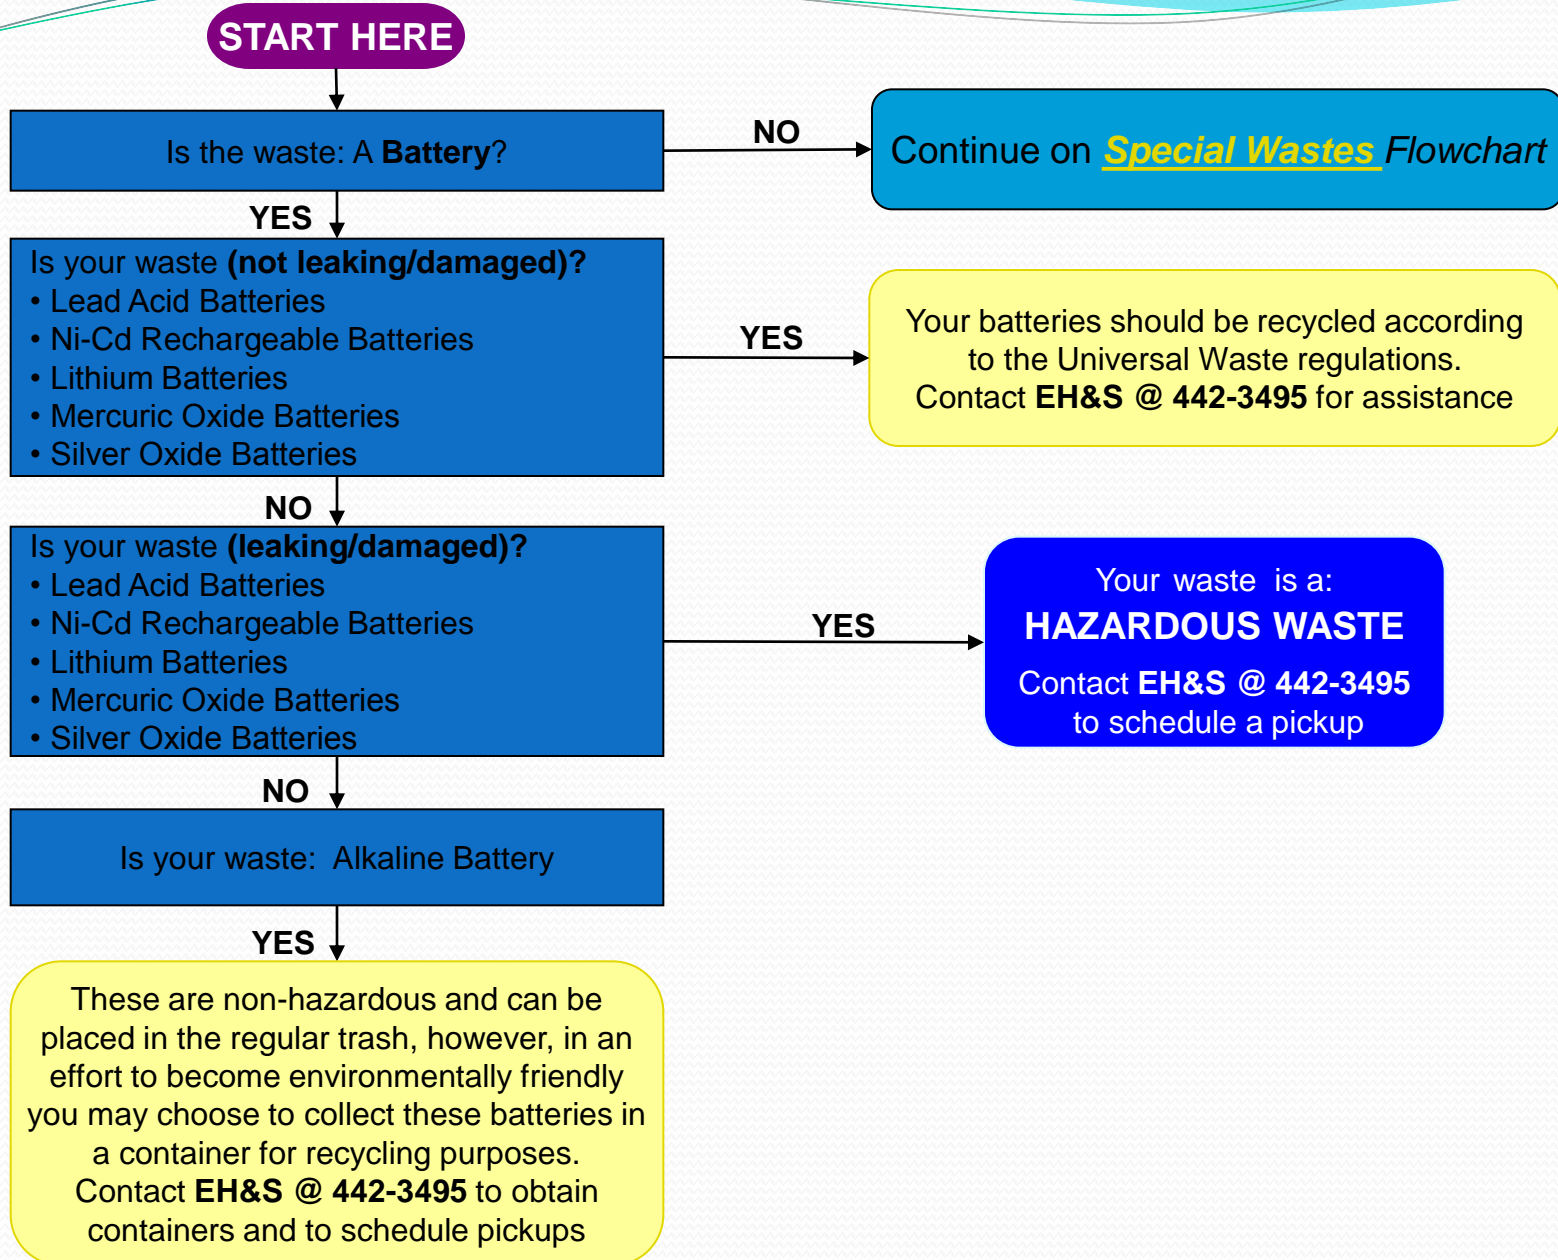 START HERE
Is the waste: A Battery?
NO
Continue on Special Wastes Flowchart
YES
Is your waste (not leaking/damaged)?
• Lead Acid Batteries
• Ni-Cd Rechargeable Batteries
• Lithium Batteries
• Mercuric Oxide Batteries
• Silver Oxide Batteries
YES
Your batteries should be recycled according
to the Universal Waste regulations.
Contact EH&S @ 442-3495 for assistance
NO
Is your waste (leaking/damaged)?
• Lead Acid Batteries
• Ni-Cd Rechargeable Batteries
• Lithium Batteries
• Mercuric Oxide Batteries
• Silver Oxide Batteries
YES
Your waste is a:
HAZARDOUS WASTE
Contact EH&S @ 442-3495
to schedule a pickup
NO
Is your waste: Alkaline Battery
YES
These are non-hazardous and can be
placed in the regular trash, however, in an
effort to become environmentally friendly
you may choose to collect these batteries in
a container for recycling purposes.
Contact EH&S @ 442-3495 to obtain
containers and to schedule pickups